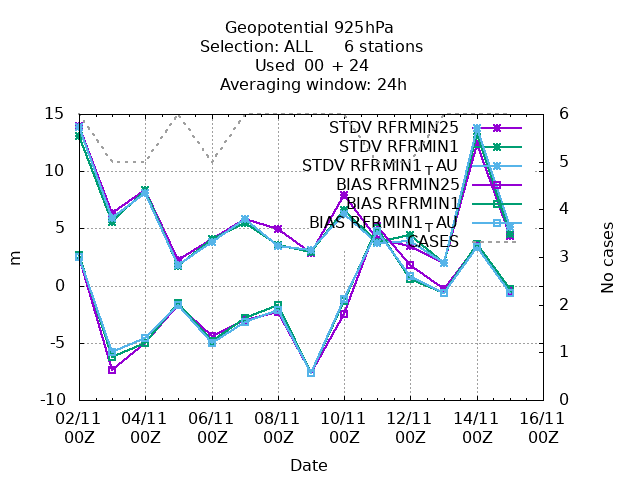 Geopotential 925hPa
Selection: ALL 6 stations
Used 00 + 24
Averaging window: 24h
15
10
5
0
-5
-10
m
6
5
4
3
2
1
0
No cases
STDV RFRMIN25
STDV RFRMIN1
STDV RFRMIN1TAU
BIAS RFRMIN25
BIAS RFRMIN1
BIAS RFRMIN1TAU
CASES
02/11 04/11 06/11 08/11 10/11 12/11 14/11 16/11
00Z 00Z 00Z 00Z 00Z 00Z 00Z 00Z
Date